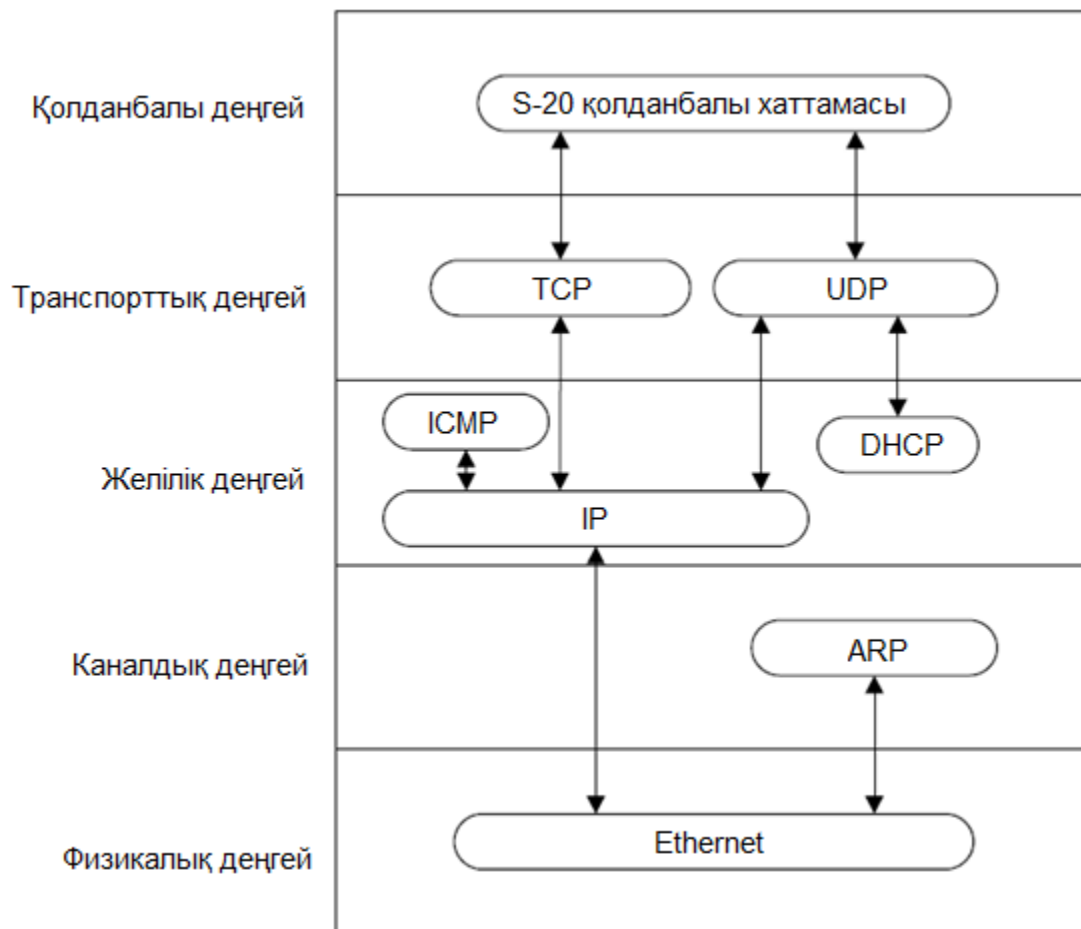 Қолданбалы деңгей
S-20 қолданбалы хаттамасы
Транспорттық деңгей
TCP
UDP
Желілік деңгей
ICMP
DHCP
IP
Каналдық деңгей
ARP
Физикалық деңгей
Ethernet